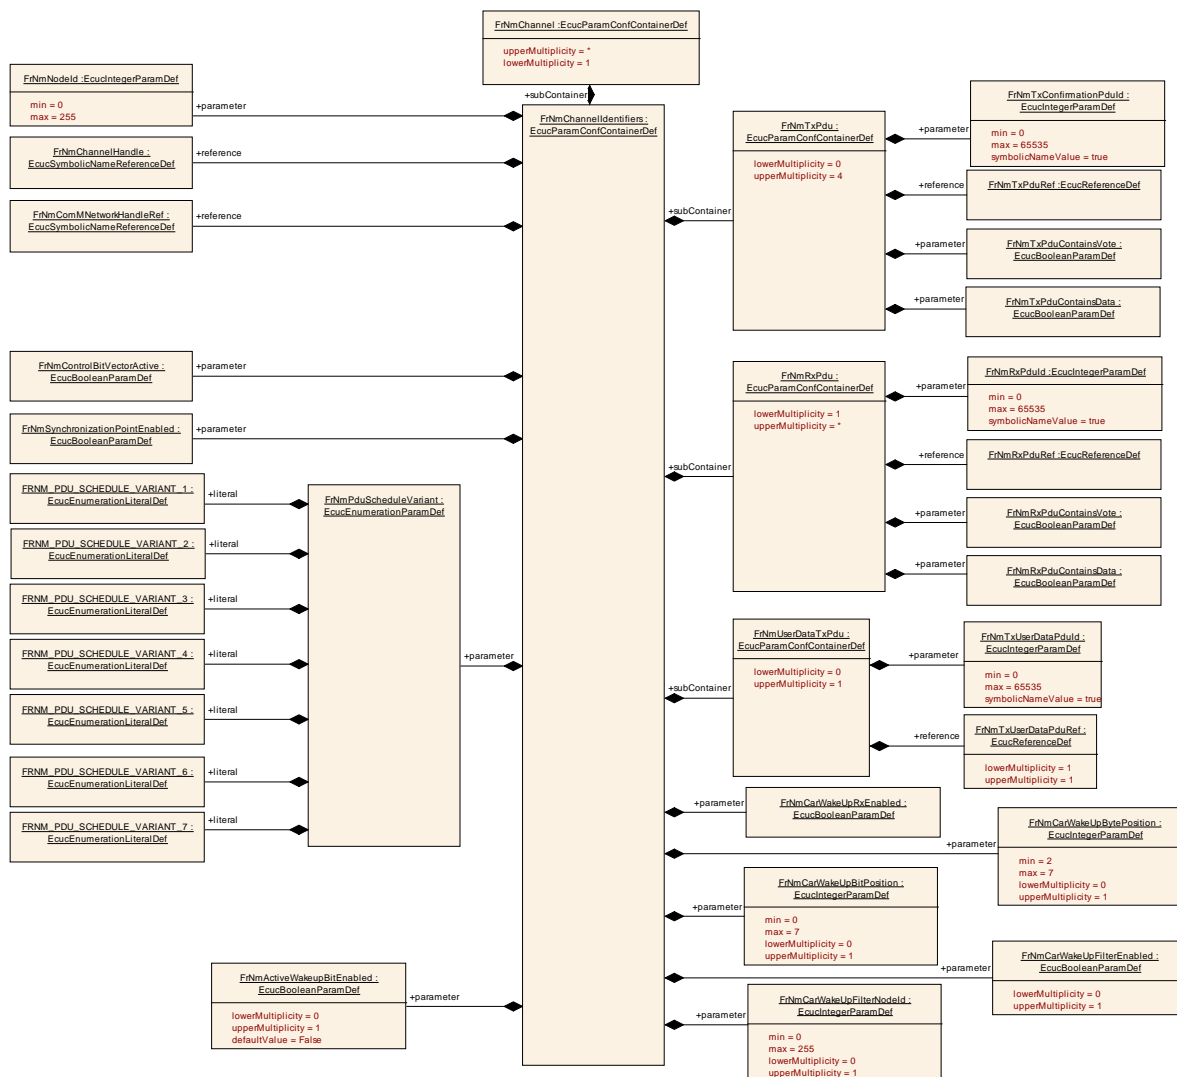 FrNmChannel :EcucParamConfContainerDef
upperMultiplicity = *
lowerMultiplicity = 1
+subContainer
FrNmNodeId :EcucIntegerParamDef
min = 0
max = 255
+parameter
FrNmChannelHandle :
EcucSymbolicNameReferenceDef
+reference
FrNmComMNetworkHandleRef :
EcucSymbolicNameReferenceDef
+reference
FrNmControlBitVectorActive :
EcucBooleanParamDef
+parameter
FrNmSynchronizationPointEnabled :
EcucBooleanParamDef
+parameter
FRNM_PDU_SCHEDULE_VARIANT_1 :
EcucEnumerationLiteralDef
+literal
FRNM_PDU_SCHEDULE_VARIANT_2 :
EcucEnumerationLiteralDef
+literal
FRNM_PDU_SCHEDULE_VARIANT_3 :
EcucEnumerationLiteralDef
+literal
FRNM_PDU_SCHEDULE_VARIANT_4 :
EcucEnumerationLiteralDef
+literal
FRNM_PDU_SCHEDULE_VARIANT_5 :
EcucEnumerationLiteralDef
+literal
FRNM_PDU_SCHEDULE_VARIANT_6 :
EcucEnumerationLiteralDef
+literal
FRNM_PDU_SCHEDULE_VARIANT_7 :
EcucEnumerationLiteralDef
+literal
FrNmPduScheduleVariant :
EcucEnumerationParamDef
+parameter
FrNmActiveWakeupBitEnabled :
EcucBooleanParamDef
lowerMultiplicity = 0
upperMultiplicity = 1
defaultValue = False
+parameter
FrNmChannelIdentifiers :
EcucParamConfContainerDef
+subContainer
FrNmTxPdu :
EcucParamConfContainerDef
lowerMultiplicity = 0
upperMultiplicity = 4
+parameter
FrNmTxConfirmationPduId :
EcucIntegerParamDef
min = 0
max = 65535
symbolicNameValue = true
+reference
FrNmTxPduRef :EcucReferenceDef
+parameter
FrNmTxPduContainsVote :
EcucBooleanParamDef
+parameter
FrNmTxPduContainsData :
EcucBooleanParamDef
+subContainer
FrNmRxPdu :
EcucParamConfContainerDef
lowerMultiplicity = 1
upperMultiplicity = *
+parameter
FrNmRxPduId :EcucIntegerParamDef
min = 0
max = 65535
symbolicNameValue = true
+reference
FrNmRxPduRef :EcucReferenceDef
+parameter
FrNmRxPduContainsVote :
EcucBooleanParamDef
+parameter
FrNmRxPduContainsData :
EcucBooleanParamDef
+subContainer
FrNmUserDataTxPdu :
EcucParamConfContainerDef
lowerMultiplicity = 0
upperMultiplicity = 1
+parameter
FrNmTxUserDataPduId :
EcucIntegerParamDef
min = 0
max = 65535
symbolicNameValue = true
+reference
FrNmTxUserDataPduRef :
EcucReferenceDef
lowerMultiplicity = 1
upperMultiplicity = 1
+parameter
FrNmCarWakeUpRxEnabled :
EcucBooleanParamDef
+parameter
FrNmCarWakeUpBytePosition :
EcucIntegerParamDef
min = 2
max = 7
lowerMultiplicity = 0
upperMultiplicity = 1
+parameter
FrNmCarWakeUpBitPosition :
EcucIntegerParamDef
min = 0
max = 7
lowerMultiplicity = 0
upperMultiplicity = 1
+parameter
FrNmCarWakeUpFilterEnabled :
EcucBooleanParamDef
lowerMultiplicity = 0
upperMultiplicity = 1
+parameter
FrNmCarWakeUpFilterNodeId :
EcucIntegerParamDef
min = 0
max = 255
lowerMultiplicity = 0
upperMultiplicity = 1